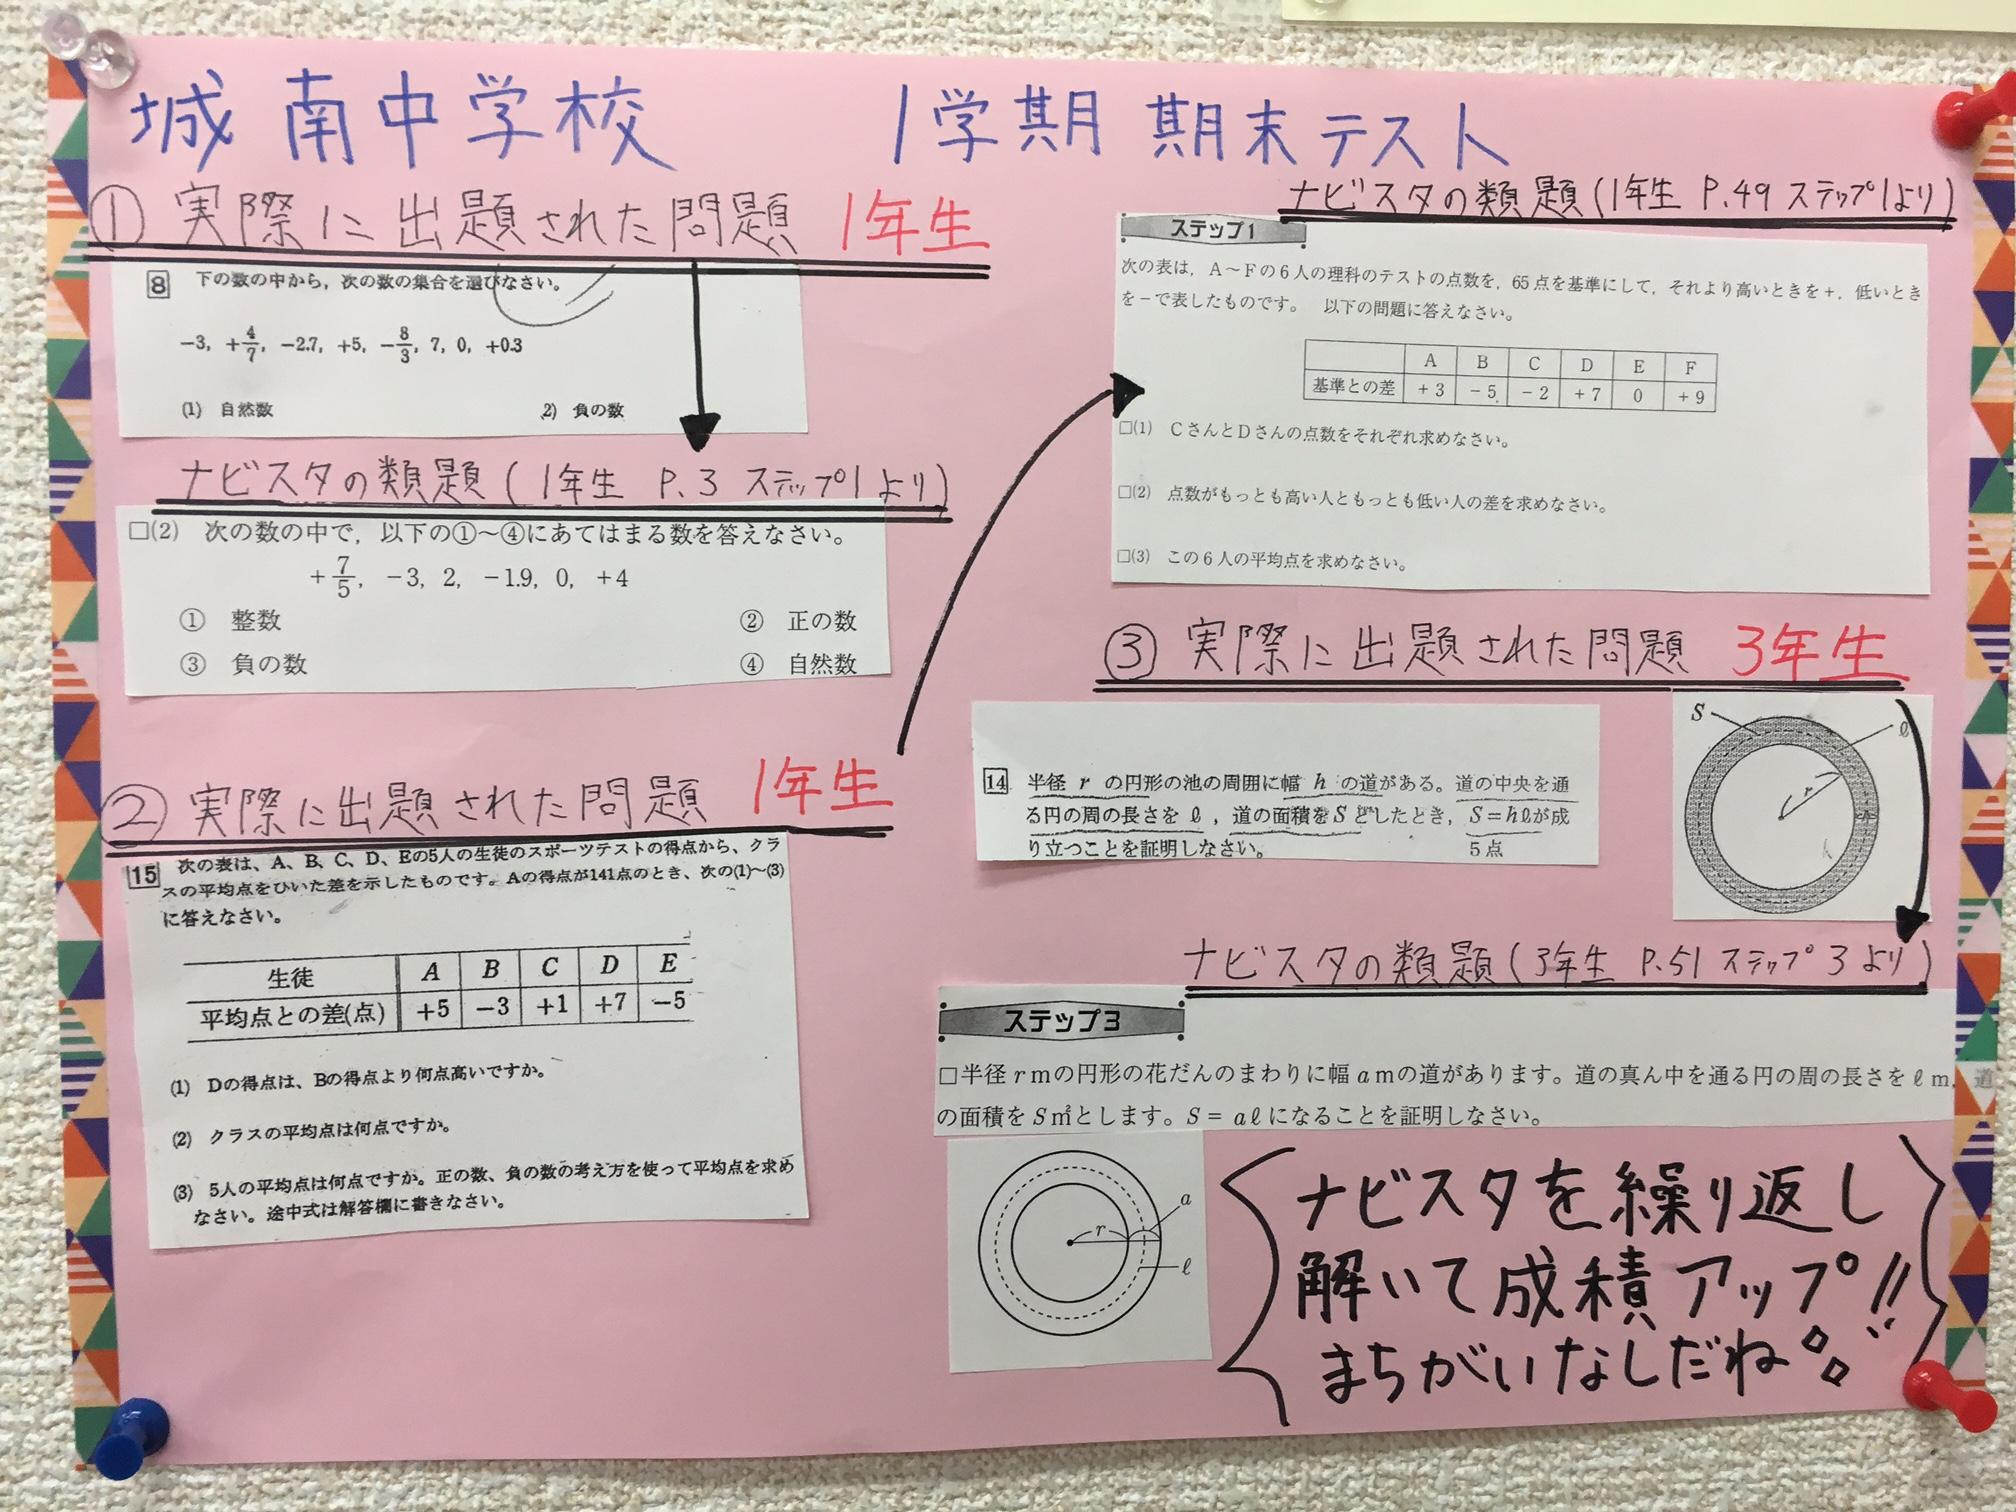 城南中学校 1学期 期末テスト
① 実際に出題された問題 1年生
8 下の数の中から，次の数の集合を選びなさい。
−3, +4/7, −2.7, +5, −8/3, 7, 0, +0.3
(1) 自然数 2) 負の数
ナビスタの類題(1年生 P.3 ステップ1より)
□(2) 次の数の中で，以下の①〜④にあてはまる数を答えなさい。
+7/5, −3, 2, −1.9, 0, +4
① 整数 ② 正の数
③ 負の数 ④ 自然数
② 実際に出題された問題 1年生
15 次の表は、A、B、C、D、Eの5人の生徒のスポーツテストの得点から、クラ
スの平均点をひいた差を示したものです。Aの得点が141点のとき、次の(1)〜(3)
に答えなさい。
生徒 A B C D E
平均点との差(点) +5 −3 +1 +7 −5
(1) Dの得点は、Bの得点より何点高いですか。
(2) クラスの平均点は何点ですか。
(3) 5人の平均点は何点ですか。正の数、負の数の考え方を使って平均点を求め
なさい。途中式は解答欄に書きなさい。
ナビスタの類題(1年生 P.49 ステップ1より)
ステップ1
次の表は，A〜Fの6人の理科のテストの点数を，65点を基準にして，それより高いときを+，低いとき
を−で表したものです。 以下の問題に答えなさい。
A B C D E F
基準との差 +3 −5 −2 +7 0 +9
□(1) CさんとDさんの点数をそれぞれ求めなさい。
□(2) 点数がもっとも高い人ともっとも低い人の差を求めなさい。
□(3) この6人の平均点を求めなさい。
③ 実際に出題された問題 3年生
14 半径 r の円形の池の周囲に幅 h の道がある。道の中央を通
る円の周の長さを ℓ，道の面積を S としたとき，S=hℓが成
り立つことを証明しなさい。 5点
S ℓ
r
h
ナビスタの類題(3年生 P.51 ステップ3より)
ステップ3
□半径rmの円形の花だんのまわりに幅amの道があります。道の真ん中を通る円の周の長さをℓm，道
の面積をS㎡とします。S=aℓになることを証明しなさい。
a
r
ℓ
ナビスタを繰り返し
解いて成績アップ!!
まちがいなしだね